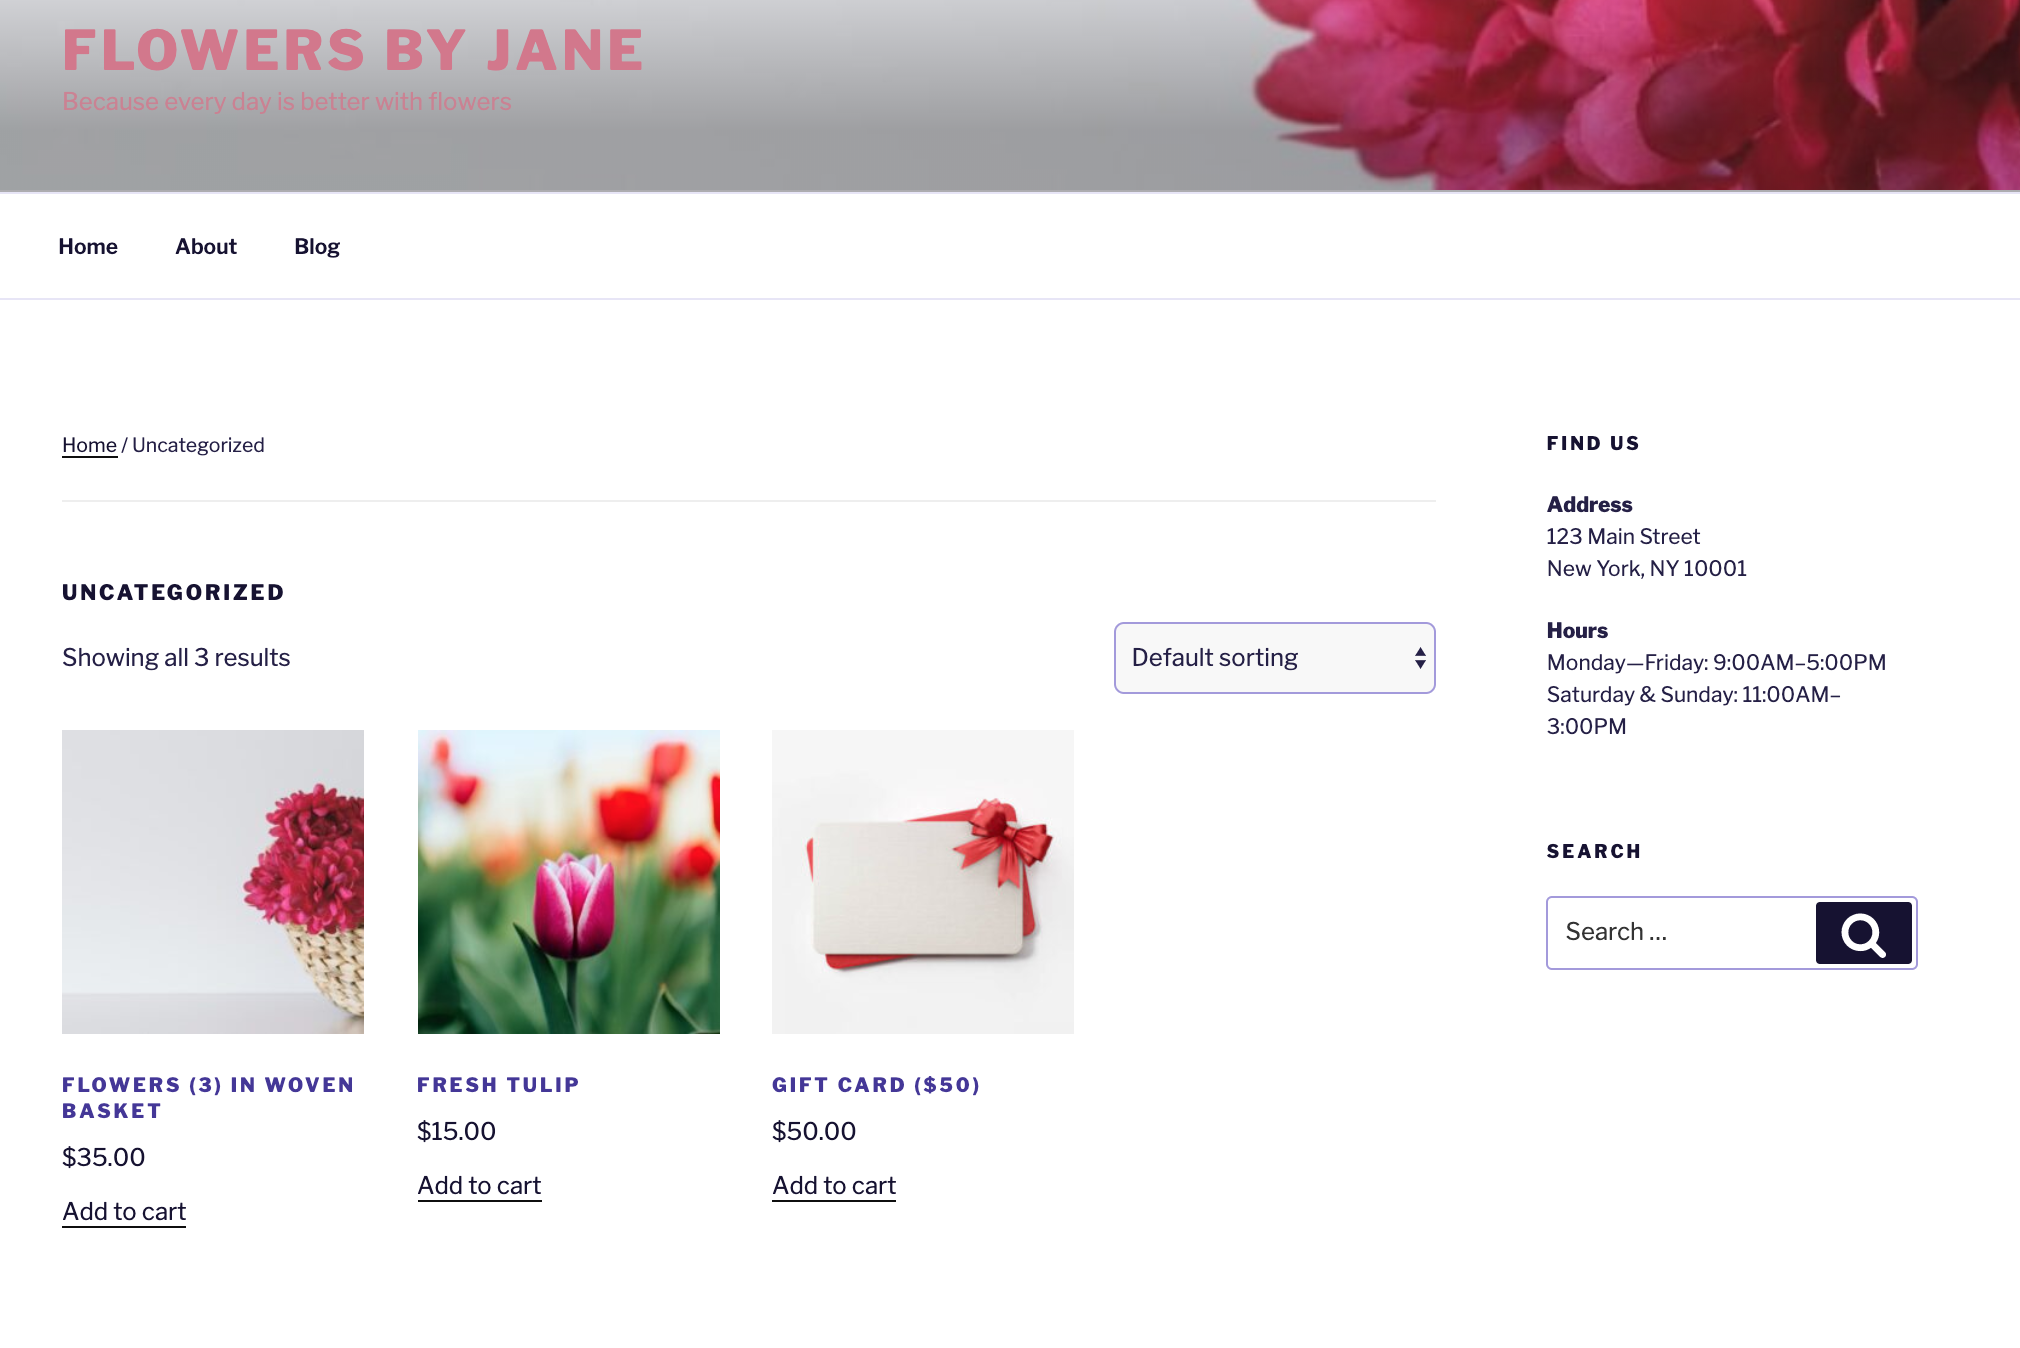 FLOWERS BY JANE
Because every day is better with flowers
Home
About
Blog
Home / Uncategorized
UNCATEGORIZED
Showing all 3 results
Default sorting
FLOWERS (3) IN WOVEN
BASKET
$35.00
Add to cart
FRESH TULIP
$15.00
Add to cart
GIFT CARD ($50)
$50.00
Add to cart
FIND US
Address
123 Main Street
New York, NY 10001
Hours
Monday—Friday: 9:00AM–5:00PM
Saturday & Sunday: 11:00AM–
3:00PM
SEARCH
Search …